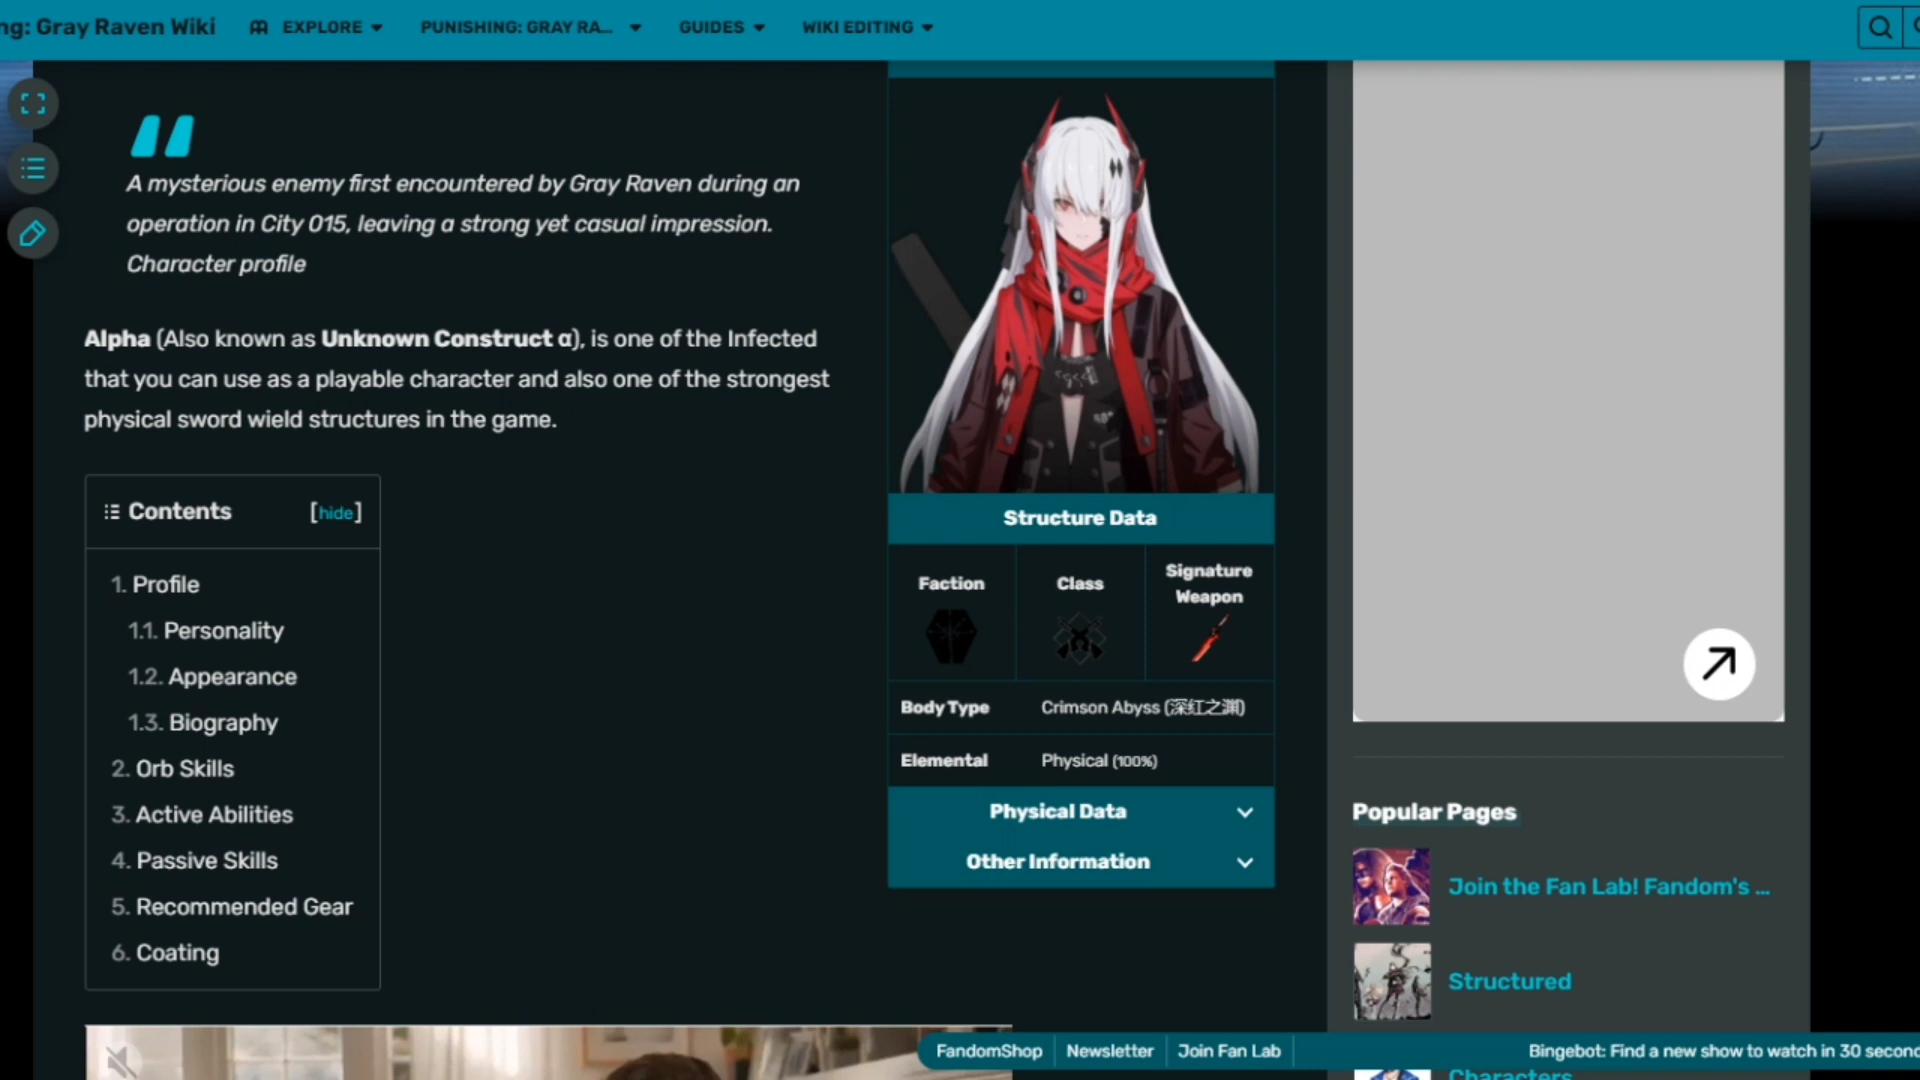 ng: Gray Raven Wiki
EXPLORE
PUNISHING: GRAY RA...
GUIDES
WIKI EDITING
A mysterious enemy first encountered by Gray Raven during an
operation in City 015, leaving a strong yet casual impression.
Character profile
Alpha (Also known as Unknown Construct α), is one of the Infected
that you can use as a playable character and also one of the strongest
physical sword wield structures in the game.
Contents [hide]
1. Profile
1.1. Personality
1.2. Appearance
1.3. Biography
2. Orb Skills
3. Active Abilities
4. Passive Skills
5. Recommended Gear
6. Coating
Structure Data
Faction
Class
Signature
Weapon
Body Type Crimson Abyss (深红之渊)
Elemental Physical (100%)
Physical Data
Other Information
Popular Pages
Join the Fan Lab! Fandom's ...
Structured
Characters
FandomShop
Newsletter
Join Fan Lab
Bingebot: Find a new show to watch in 30 second